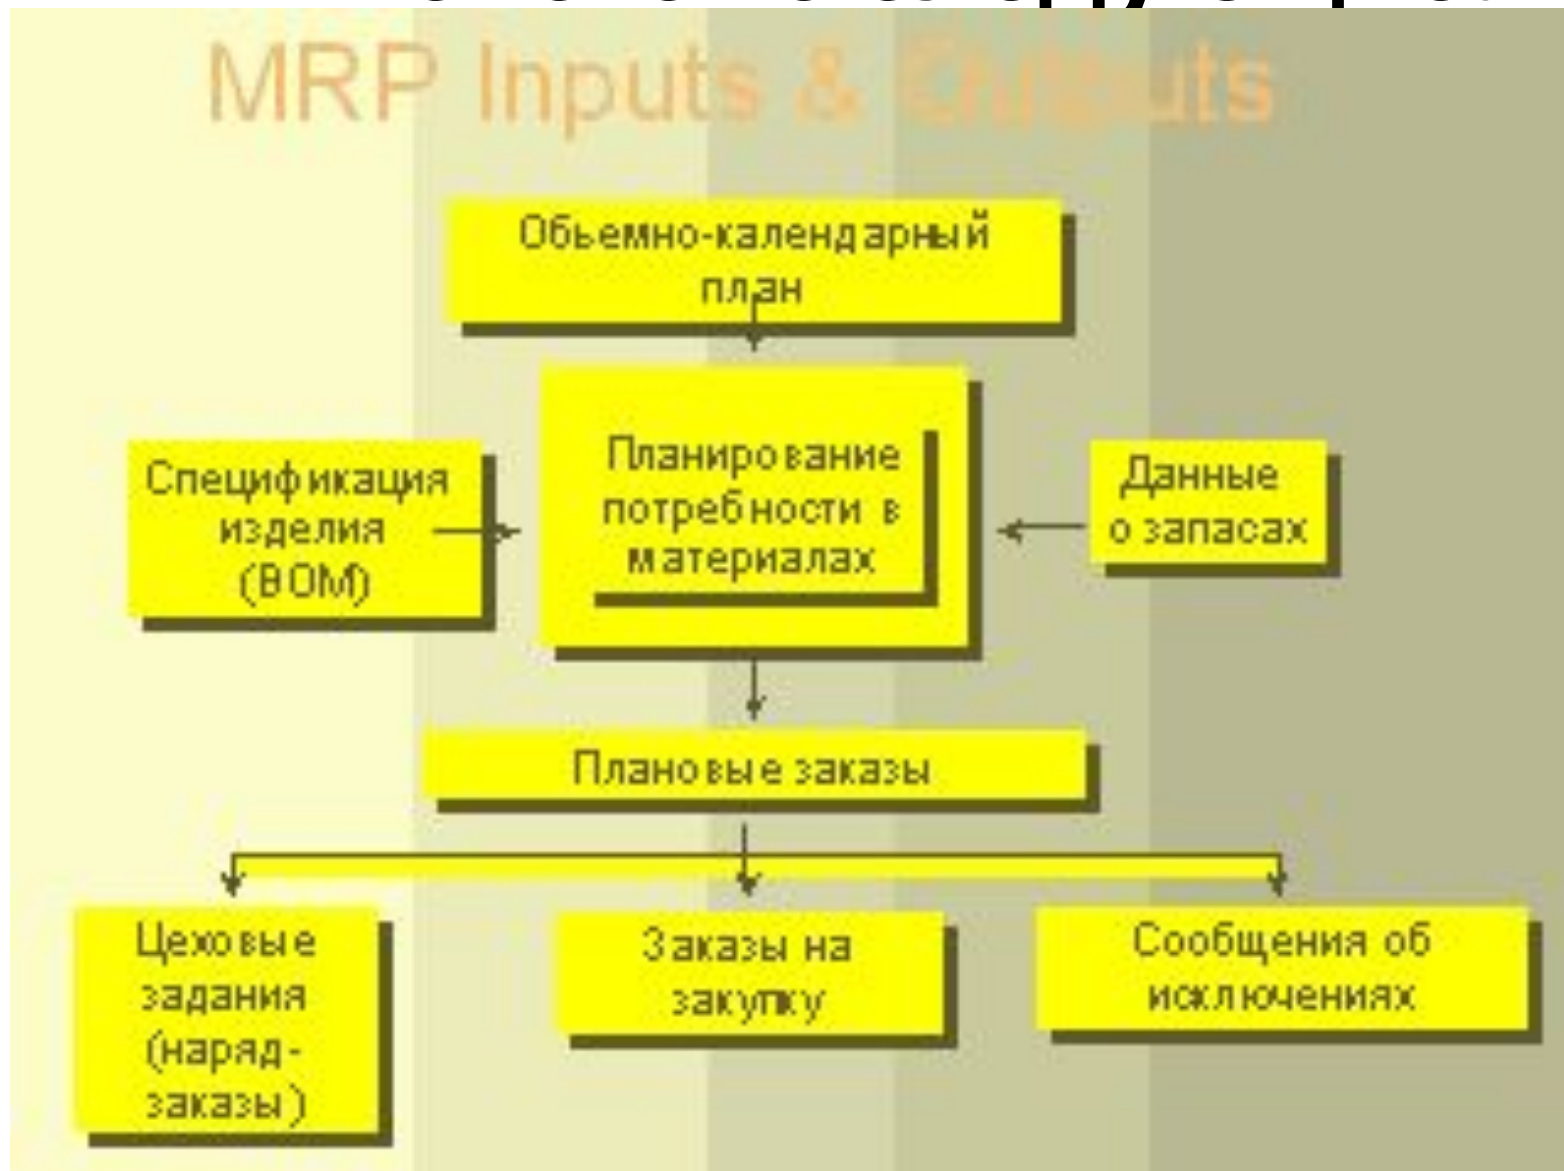 MRP Inputs & Outputs
Обьемно-календарный
план
Планирование
потребности в
материалах
Спецификация
изделия
(BOM)
Данные
о запасах
Плановые заказы
Цеховые
задания
(наряд-
заказы)
Заказы на
закупку
Сообщения об
исключениях